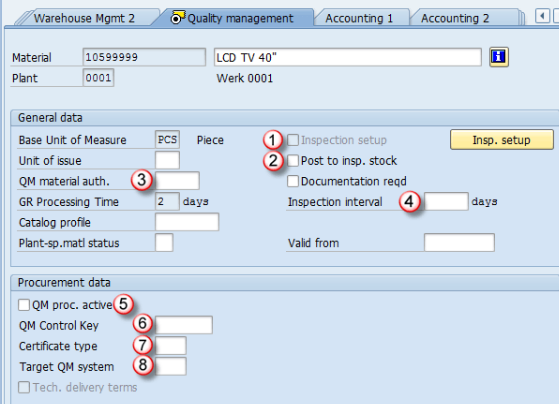 Warehouse Mgmt 2 Quality management Accounting 1 Accounting 2
Material 10599999 LCD TV 40" i
Plant 0001 Werk 0001
General data
Base Unit of Measure PCS Piece 1 Inspection setup Insp. setup
Unit of issue 2 Post to insp. stock
QM material auth. 3 Documentation reqd
GR Processing Time 2 days Inspection interval 4 days
Catalog profile
Plant-sp.matl status Valid from
Procurement data
QM proc. active 5
QM Control Key 6
Certificate type 7
Target QM system 8
Tech. delivery terms